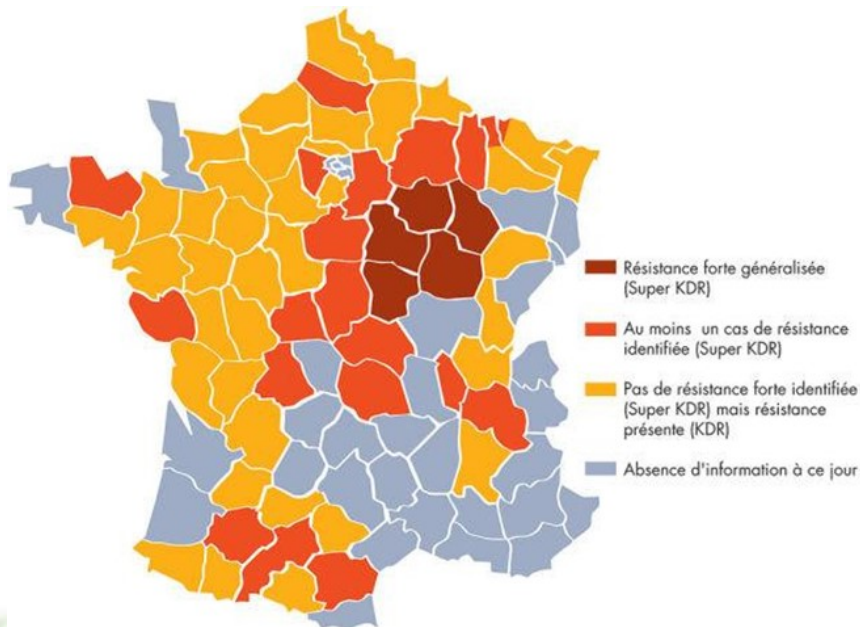 Résistance forte généralisée
(Super KDR)
Au moins un cas de résistance
identifiée (Super KDR)
Pas de résistance forte identifiée
(Super KDR) mais résistance
présente (KDR)
Absence d'information à ce jour